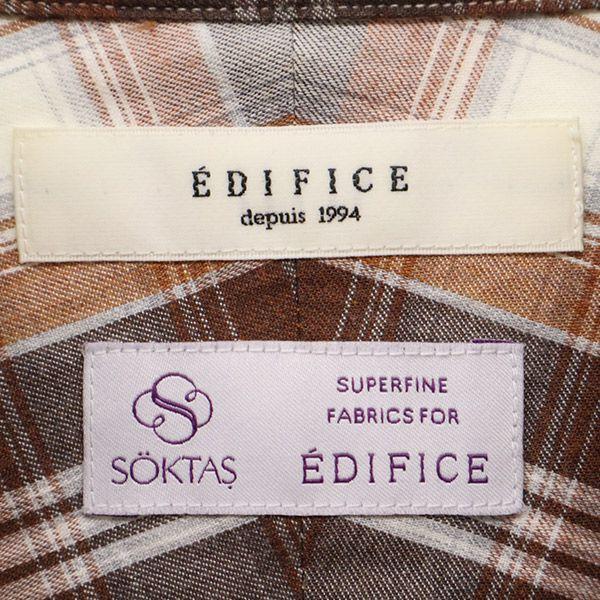 ÉDIFICE
depuis 1994
SÖKTAŞ
SUPERFINE
FABRICS FOR
ÉDIFICE